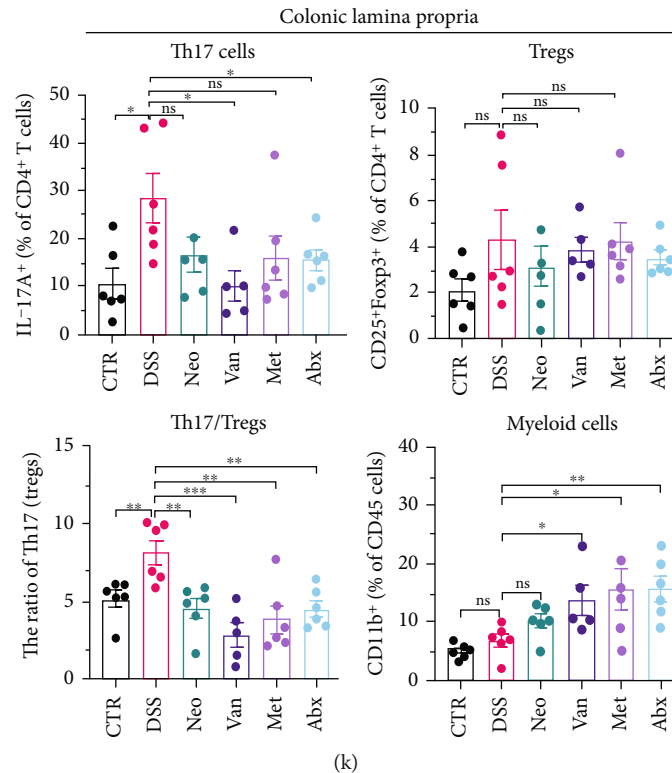 Colonic lamina propria
Th17 cells
IL-17A+ (% of CD4+ T cells)
50
40
30
20
10
0
*
ns
*
ns
*
CTR
DSS
Neo
Van
Met
Abx
Tregs
CD25+Foxp3+ (% of CD4+ T cells)
10
8
6
4
2
0
ns
ns
ns
ns
CTR
DSS
Neo
Van
Met
Abx
Th17/Tregs
The ratio of Th17 (tregs)
15
10
5
0
**
**
***
**
**
CTR
DSS
Neo
Van
Met
Abx
Myeloid cells
CD11b+ (% of CD45 cells)
40
30
20
10
0
ns
ns
*
*
**
CTR
DSS
Neo
Van
Met
Abx
(k)